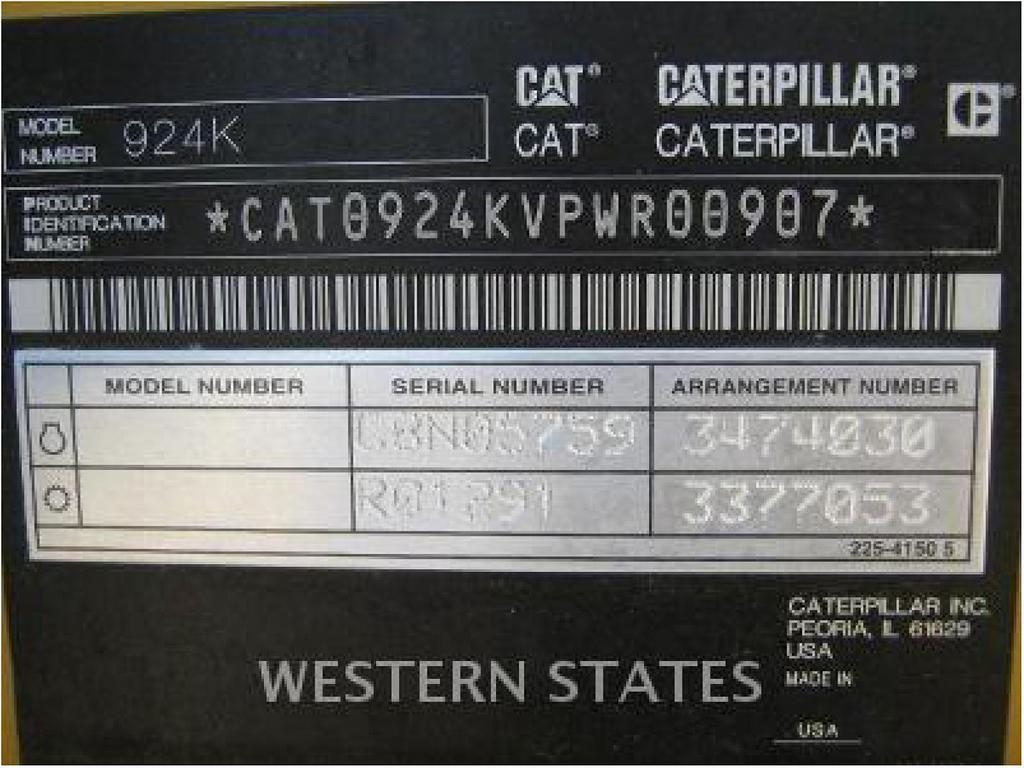 CAT® CATERPILLAR®
CAT® CATERPILLAR®
MODEL NUMBER 924K
PRODUCT IDENTIFICATION NUMBER *CAT0924KVPWR00907*
MODEL NUMBER SERIAL NUMBER ARRANGEMENT NUMBER
C8N05759 3474030
3377053
225-4150 5
CATERPILLAR INC.
PEORIA, IL 61629
USA
MADE IN
USA
WESTERN STATES